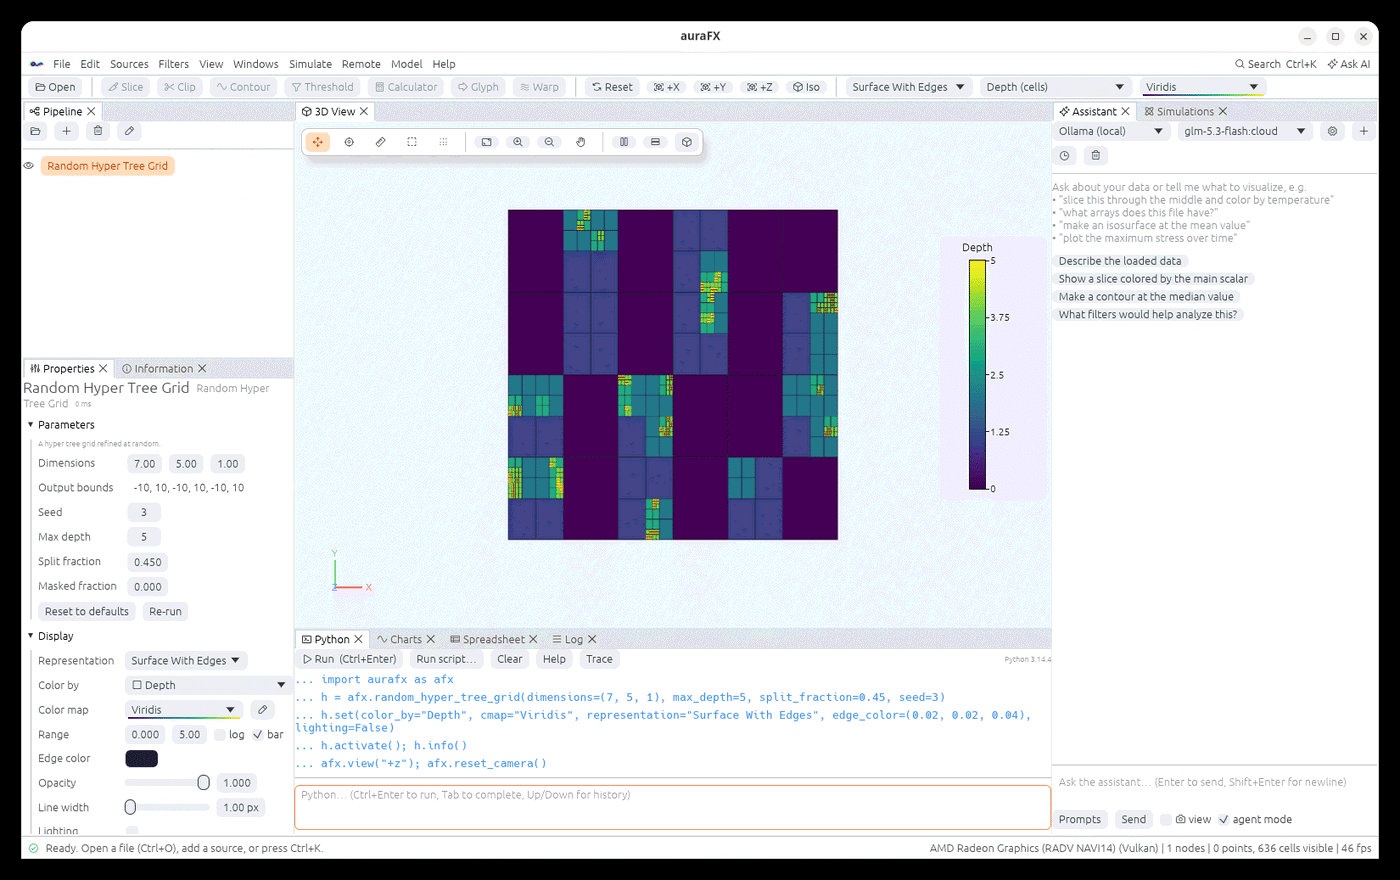 auraFX
File Edit Sources Filters View Windows Simulate Remote Model Help
Search Ctrl+K Ask AI
Open Slice Clip Contour Threshold Calculator Glyph Warp Reset +X +Y +Z Iso Surface With Edges Depth (cells) Viridis
Pipeline
Random Hyper Tree Grid
Properties Information
Random Hyper Tree Grid Random Hyper
Tree Grid 0 ms
Parameters
A hyper tree grid refined at random.
Dimensions 7.00 5.00 1.00
Output bounds -10, 10, -10, 10, -10, 10
Seed 3
Max depth 5
Split fraction 0.450
Masked fraction 0.000
Reset to defaults Re-run
Display
Representation Surface With Edges
Color by Depth
Color map Viridis
Range 0.000 5.00 log bar
Edge color
Opacity 1.000
Line width 1.00 px
Lighting
3D View
Depth
5
3.75
2.5
1.25
0
Y
Z X
Python Charts Spreadsheet Log
Run (Ctrl+Enter) Run script... Clear Help Trace Python 3.14.4
... import aurafx as afx
... h = afx.random_hyper_tree_grid(dimensions=(7, 5, 1), max_depth=5, split_fraction=0.45, seed=3)
... h.set(color_by="Depth", cmap="Viridis", representation="Surface With Edges", edge_color=(0.02, 0.02, 0.04),
lighting=False)
... h.activate(); h.info()
... afx.view("+z"); afx.reset_camera()
Python... (Ctrl+Enter to run, Tab to complete, Up/Down for history)
Assistant Simulations
Ollama (local) glm-5.3-flash:cloud
Ask about your data or tell me what to visualize, e.g.
• "slice this through the middle and color by temperature"
• "what arrays does this file have?"
• "make an isosurface at the mean value"
• "plot the maximum stress over time"
Describe the loaded data
Show a slice colored by the main scalar
Make a contour at the median value
What filters would help analyze this?
Ask the assistant... (Enter to send, Shift+Enter for newline)
Prompts Send view agent mode
Ready. Open a file (Ctrl+O), add a source, or press Ctrl+K.
AMD Radeon Graphics (RADV NAVI14) (Vulkan) | 1 nodes | 0 points, 636 cells visible | 46 fps